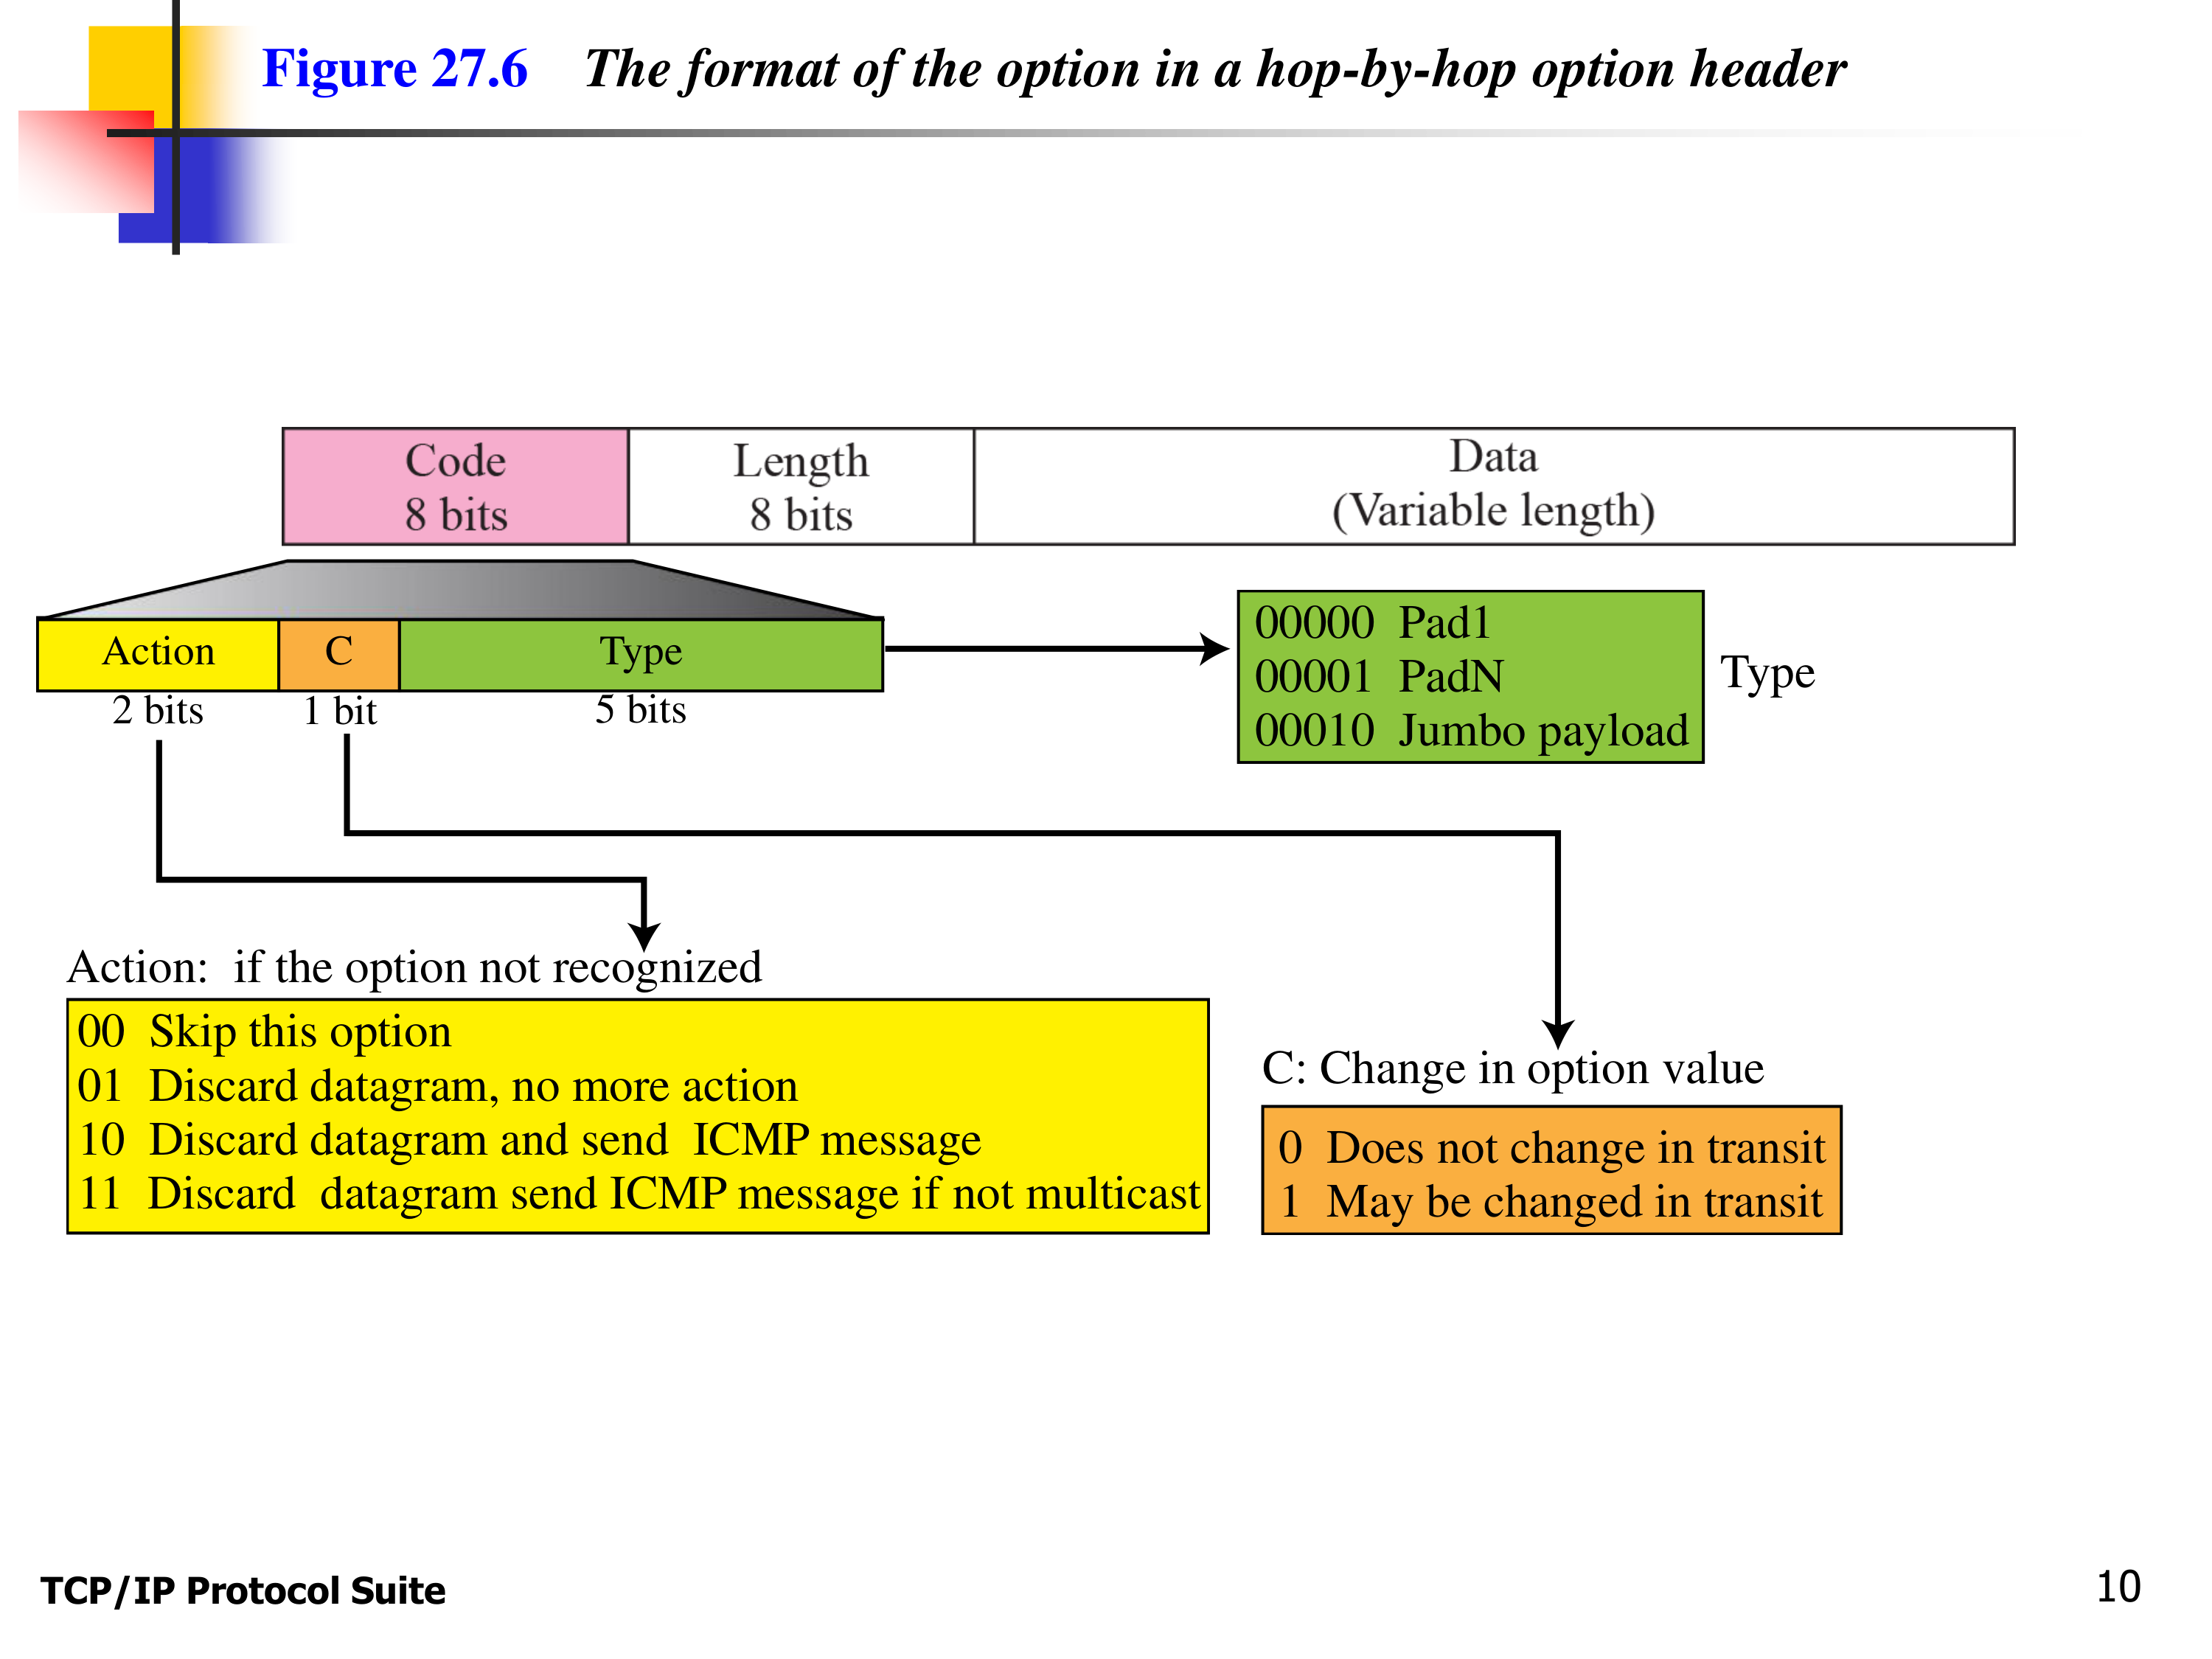 Figure 27.6 The format of the option in a hop-by-hop option header
Code
8 bits
Length
8 bits
Data
(Variable length)
Action
C
Type
2 bits
1 bit
5 bits
00000 Pad1
00001 PadN
00010 Jumbo payload
Type
Action: if the option not recognized
00 Skip this option
01 Discard datagram, no more action
10 Discard datagram and send ICMP message
11 Discard datagram send ICMP message if not multicast
C: Change in option value
0 Does not change in transit
1 May be changed in transit
TCP/IP Protocol Suite
10